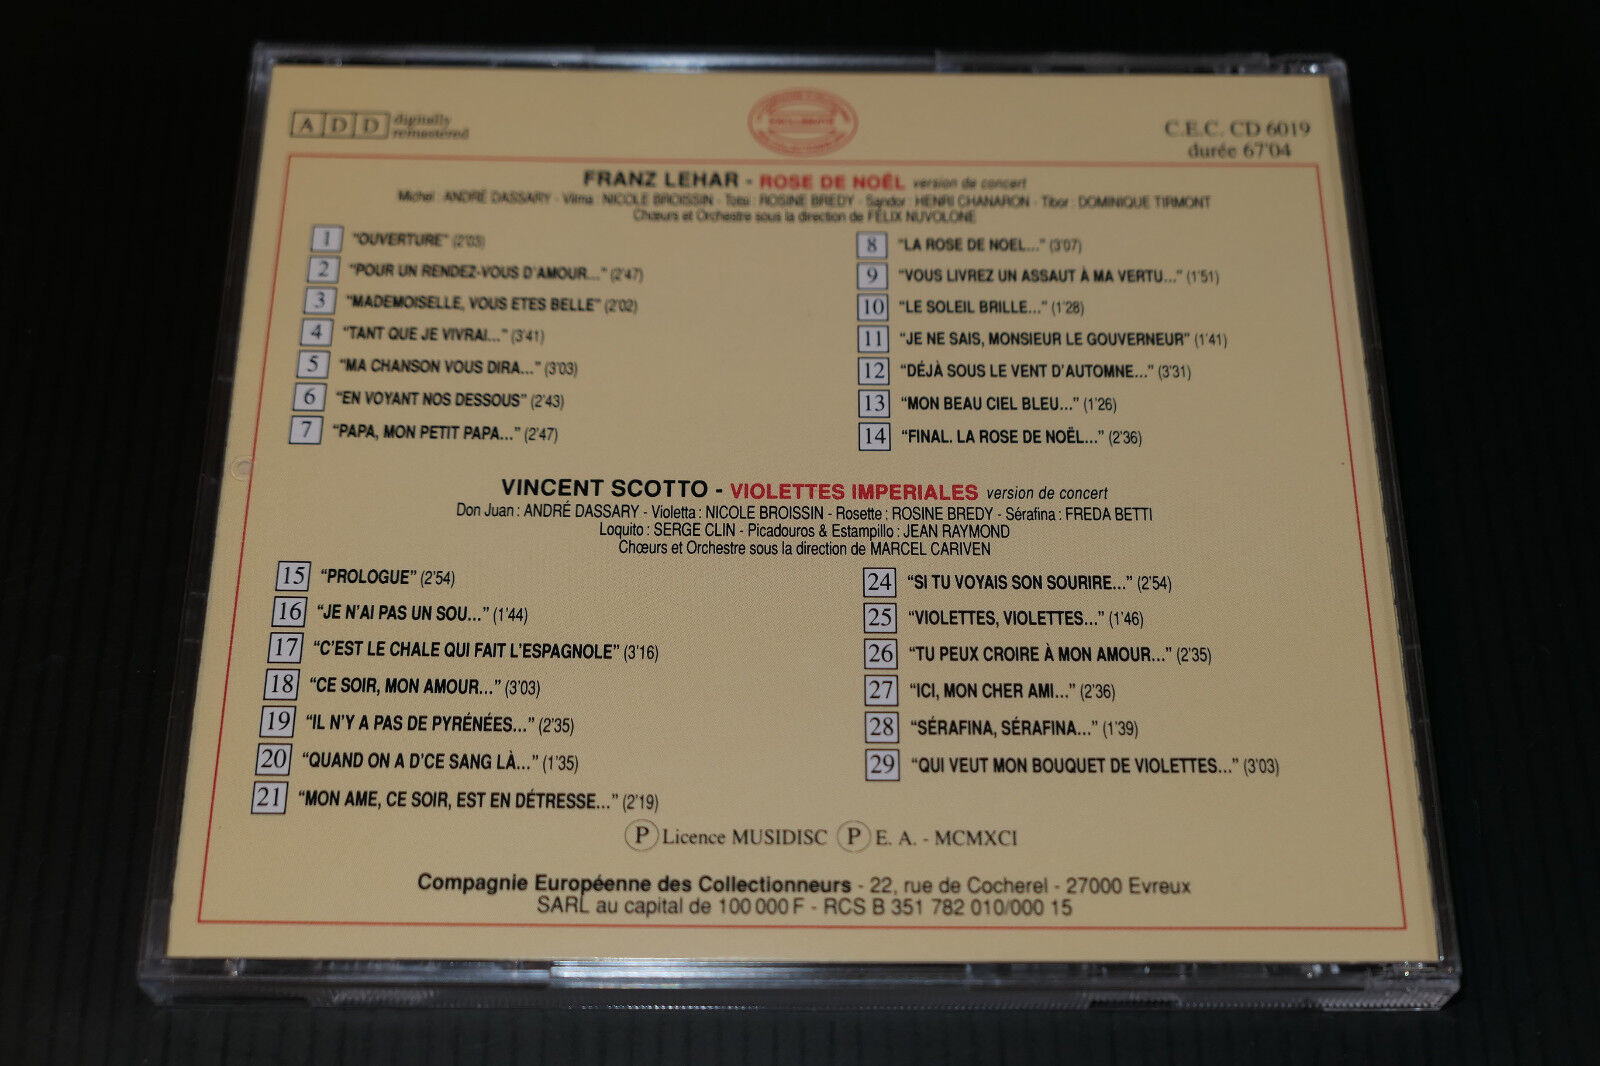 ADD digitally
remastered
C.E.C. CD 6019
durée 67'04
FRANZ LEHAR - ROSE DE NOËL version de concert
Michel : ANDRÉ DASSARY - Vilma : NICOLE BROISSIN - Totsi : ROSINE BREDY - Sandor : HENRI CHANARON - Tibor : DOMINIQUE TIRMONT
Chœurs et Orchestre sous la direction de FÉLIX NUVOLONE
1 "OUVERTURE" (2'03)
2 "POUR UN RENDEZ-VOUS D'AMOUR..." (2'47)
3 "MADEMOISELLE, VOUS ETES BELLE" (2'02)
4 "TANT QUE JE VIVRAI..." (3'41)
5 "MA CHANSON VOUS DIRA..." (3'03)
6 "EN VOYANT NOS DESSOUS" (2'43)
7 "PAPA, MON PETIT PAPA..." (2'47)
8 "LA ROSE DE NOEL..." (3'07)
9 "VOUS LIVREZ UN ASSAUT À MA VERTU..." (1'51)
10 "LE SOLEIL BRILLE..." (1'28)
11 "JE NE SAIS, MONSIEUR LE GOUVERNEUR" (1'41)
12 "DÉJÀ SOUS LE VENT D'AUTOMNE..." (3'31)
13 "MON BEAU CIEL BLEU..." (1'26)
14 "FINAL. LA ROSE DE NOËL..." (2'36)
VINCENT SCOTTO - VIOLETTES IMPERIALES version de concert
Don Juan : ANDRÉ DASSARY - Violetta : NICOLE BROISSIN - Rosette : ROSINE BREDY - Sérafina : FREDA BETTI
Loquito : SERGE CLIN - Picadouros & Estampillo : JEAN RAYMOND
Chœurs et Orchestre sous la direction de MARCEL CARIVEN
15 "PROLOGUE" (2'54)
16 "JE N'AI PAS UN SOU..." (1'44)
17 "C'EST LE CHALE QUI FAIT L'ESPAGNOLE" (3'16)
18 "CE SOIR, MON AMOUR..." (3'03)
19 "IL N'Y A PAS DE PYRÉNÉES..." (2'35)
20 "QUAND ON A D'CE SANG LÀ..." (1'35)
21 "MON AME, CE SOIR, EST EN DÉTRESSE..." (2'19)
24 "SI TU VOYAIS SON SOURIRE..." (2'54)
25 "VIOLETTES, VIOLETTES..." (1'46)
26 "TU PEUX CROIRE À MON AMOUR..." (2'35)
27 "ICI, MON CHER AMI..." (2'36)
28 "SÉRAFINA, SÉRAFINA..." (1'39)
29 "QUI VEUT MON BOUQUET DE VIOLETTES..." (3'03)
Ⓟ Licence MUSIDISC Ⓟ E. A. - MCMXCI
Compagnie Européenne des Collectionneurs - 22, rue de Cocherel - 27000 Evreux
SARL au capital de 100 000 F - RCS B 351 782 010/000 15